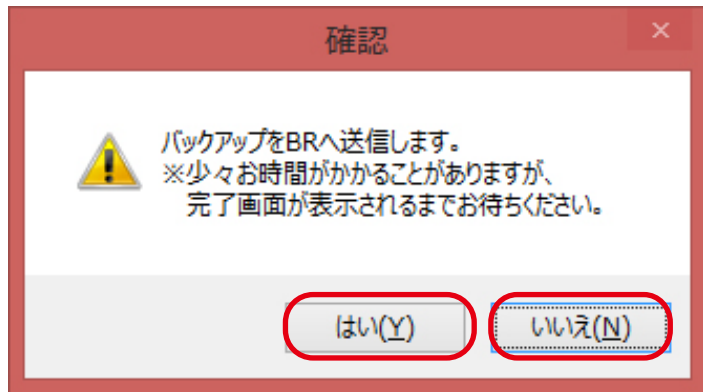 確認
バックアップをBRへ送信します。
※少々お時間がかかることがありますが、
完了画面が表示されるまでお待ちください。
はい(Y) いいえ(N)